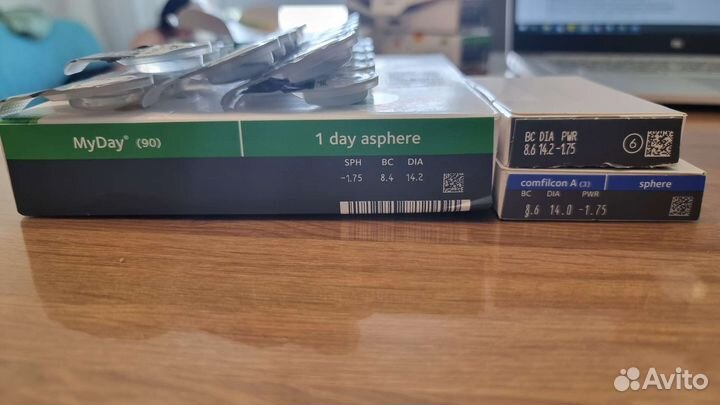 MyDay® (90) 1 day asphere
SPH BC DIA
-1.75 8.4 14.2
BC DIA PWR
8.6 14.2 -1.75
6
comfilcon A (3) sphere
BC DIA PWR
8.6 14.0 -1.75
Avito